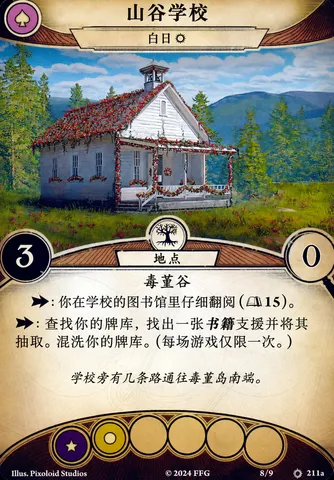 山谷学校
白日
3
地点
0
毒堇谷
：你在学校的图书馆里仔细翻阅（15）。
：查找你的牌库，找出一张书籍支援并将其
抽取。混洗你的牌库。（每场游戏仅限一次。）
学校旁有几条路通往毒堇岛南端。
Illus. Pixoloid Studios © 2024 FFG 8/9 211a